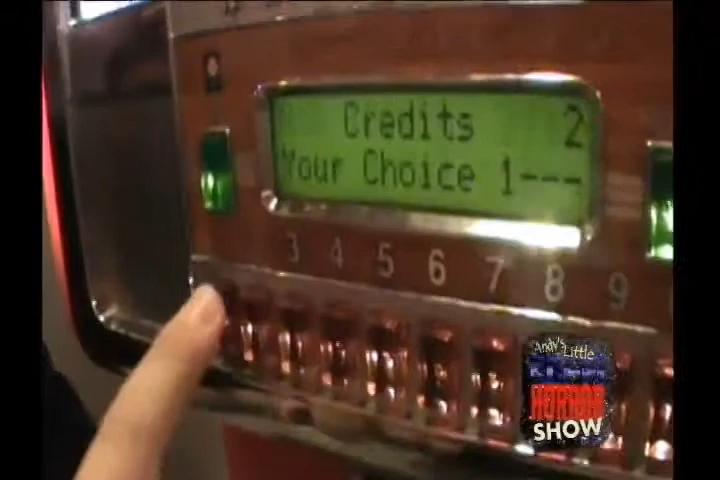 Credits 2
Your Choice 1---
3 4 5 6 7 8 9
Andy's Little
HORROR
SHOW